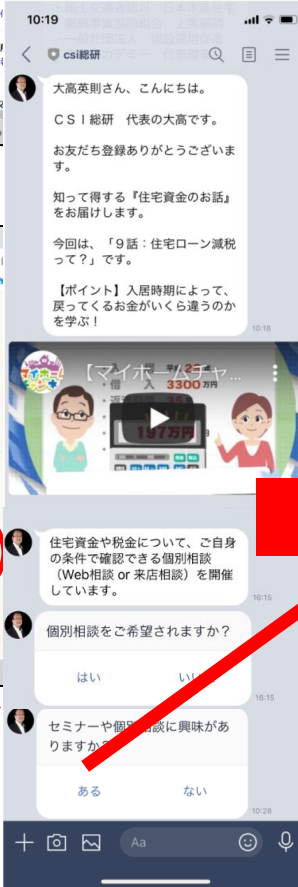 10:19
csi総研
大高英則さん、こんにちは。
ＣＳＩ総研 代表の大高です。
お友だち登録ありがとうございま
す。
知って得する『住宅資金のお話』
をお届けします。
今回は、「９話：住宅ローン減税
って？」です。
【ポイント】入居時期によって、
戻ってくるお金がいくら違うのか
を学ぶ！
10:18
【マイホームチャ...
借 入 3300万円
197万円
住宅資金や税金について、ご自身
の条件で確認できる個別相談
（Web相談 or 来店相談）を開催
しています。
16:15
個別相談をご希望されますか？
はい
16:15
セミナーや個 談に興味があ
りますか
ある ない
10:28
Aa